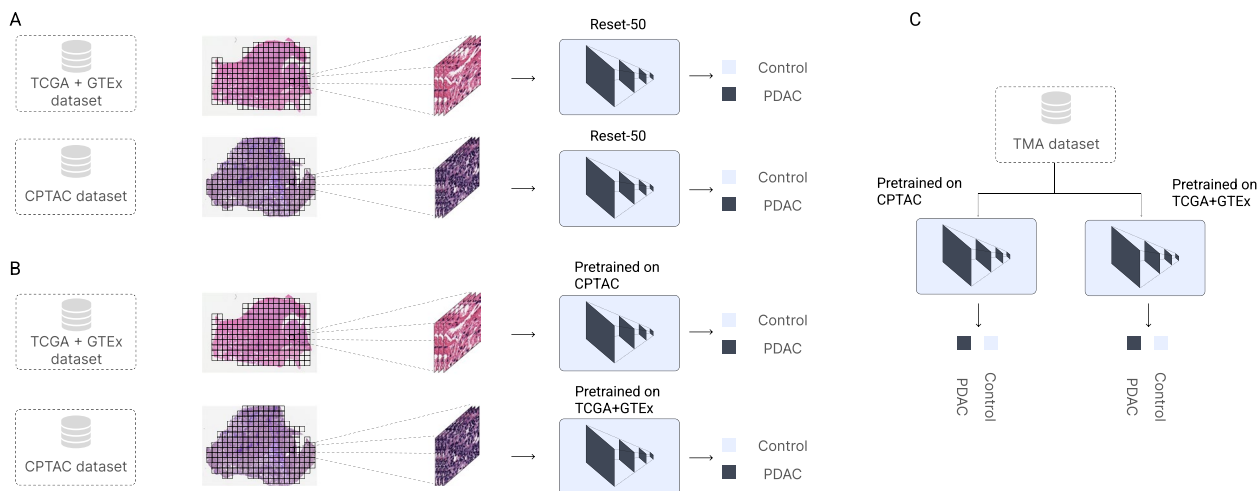 A
TCGA + GTEx
dataset
Reset-50
Control
PDAC
CPTAC dataset
Reset-50
Control
PDAC
B
TCGA + GTEx
dataset
Pretrained on
CPTAC
Control
PDAC
CPTAC dataset
Pretrained on
TCGA+GTEx
Control
PDAC
C
TMA dataset
Pretrained on
CPTAC
Pretrained on
TCGA+GTEx
PDAC
Control
PDAC
Control